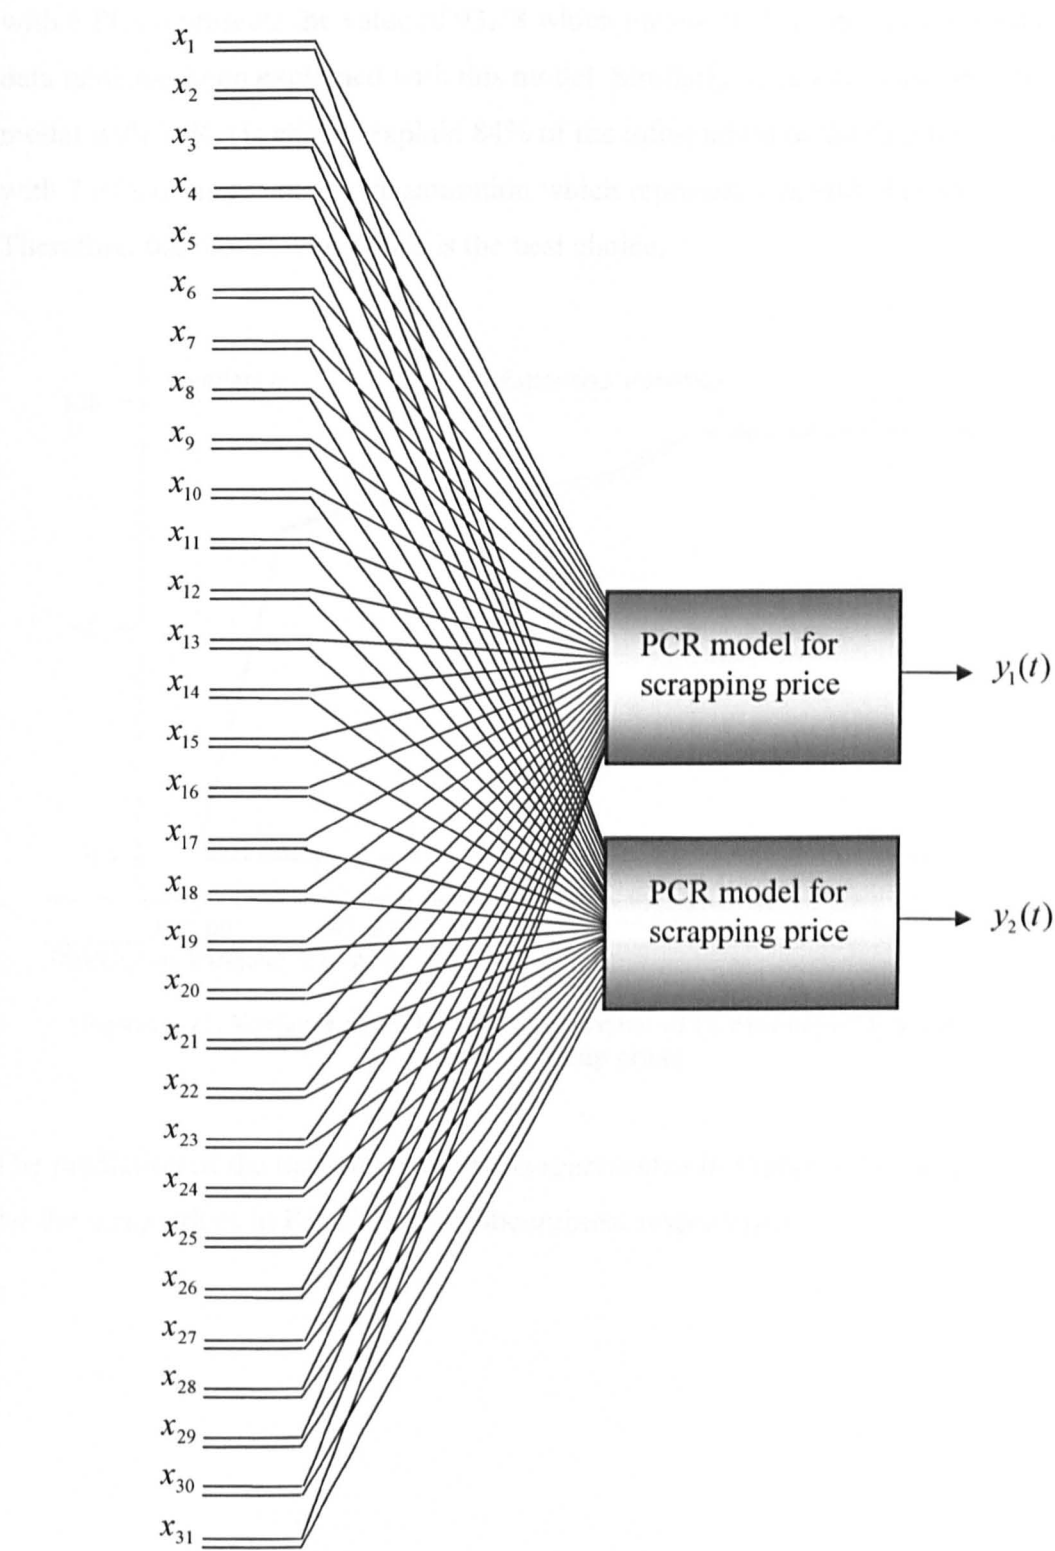 x₁
x₂
x₃
x₄
x₅
x₆
x₇
x₈
x₉
x₁₀
x₁₁
x₁₂
x₁₃
x₁₄
x₁₅
x₁₆
x₁₇
x₁₈
x₁₉
x₂₀
x₂₁
x₂₂
x₂₃
x₂₄
x₂₅
x₂₆
x₂₇
x₂₈
x₂₉
x₃₀
x₃₁
PCR model for
scrapping price
y₁(t)
PCR model for
scrapping price
y₂(t)